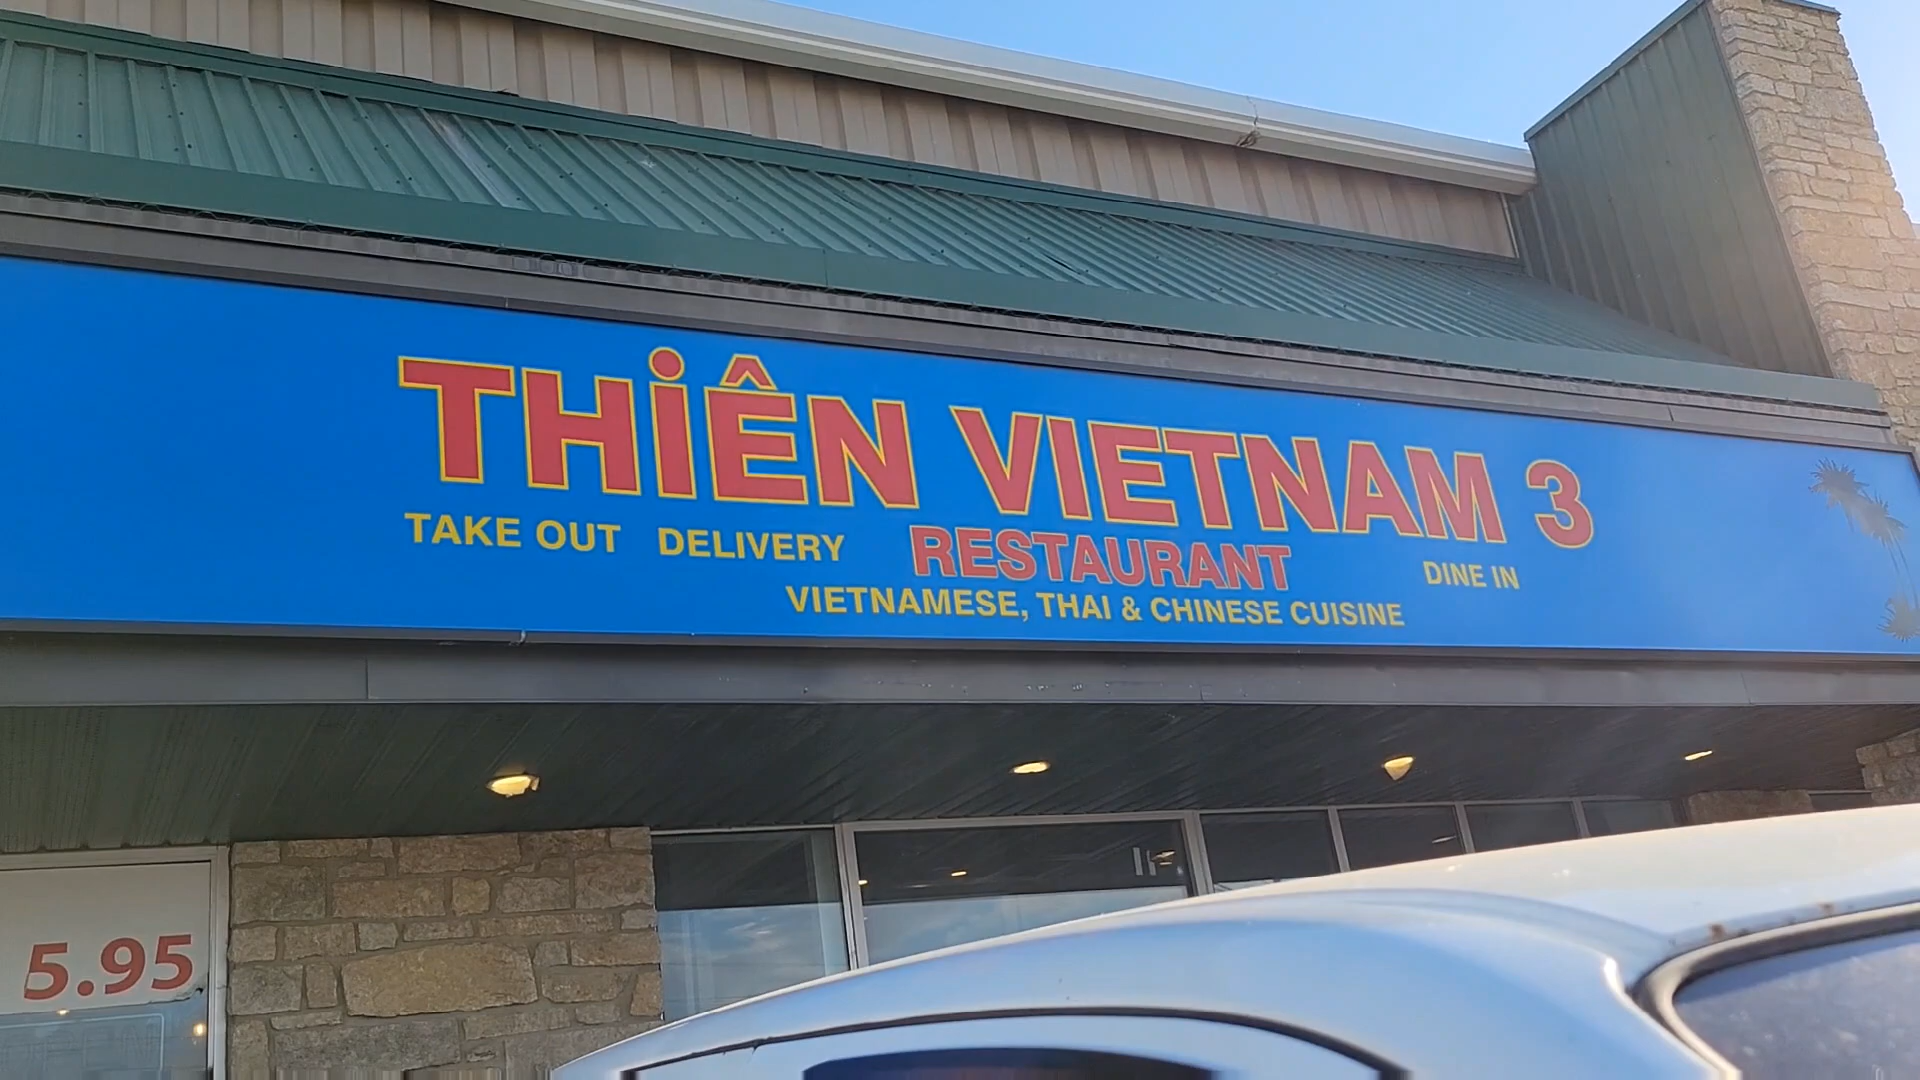 THiÊN VIETNAM 3
TAKE OUT DELIVERY RESTAURANT DINE IN
VIETNAMESE, THAI & CHINESE CUISINE
5.95